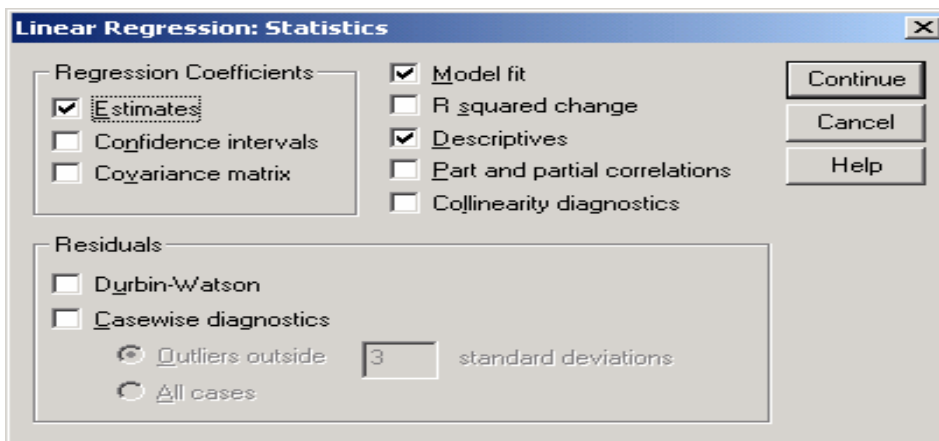 Linear Regression: Statistics
Regression Coefficients
Estimates
Confidence intervals
Covariance matrix
Model fit
R squared change
Descriptives
Part and partial correlations
Collinearity diagnostics
Continue
Cancel
Help
Residuals
Durbin-Watson
Casewise diagnostics
Outliers outside 3 standard deviations
All cases